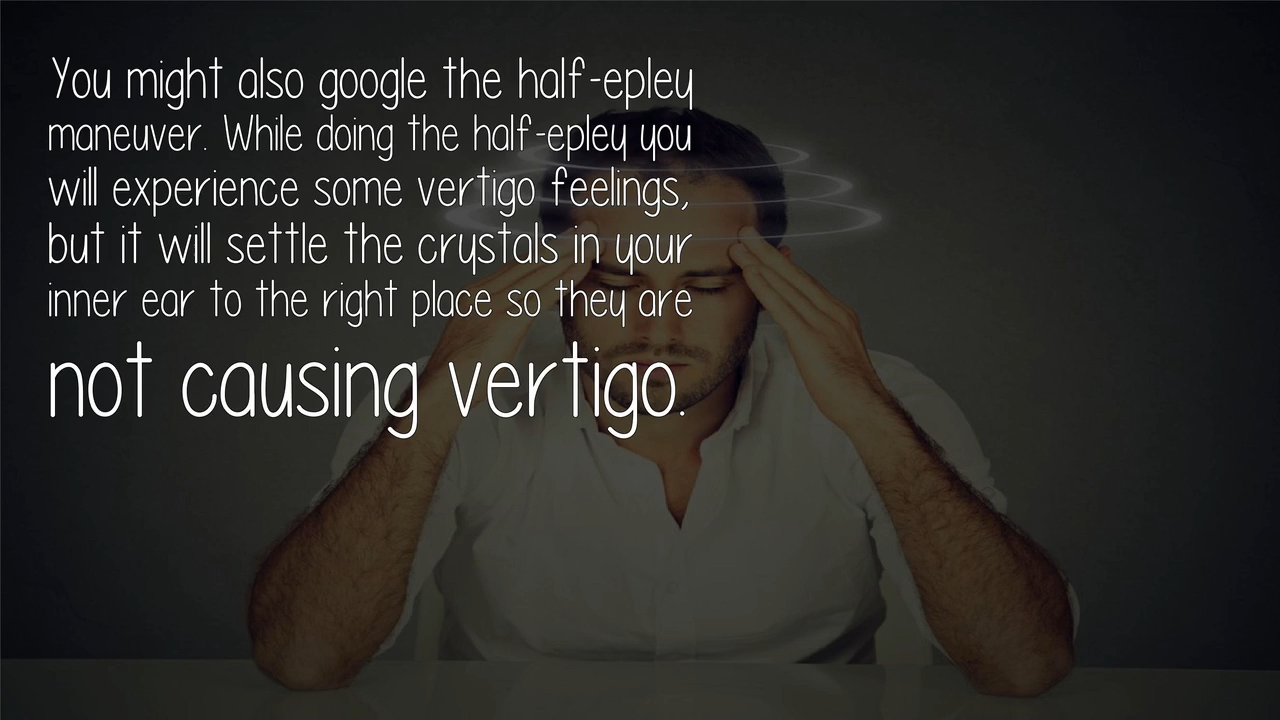 You might also google the half-epley
maneuver. While doing the half-epley you
will experience some vertigo feelings,
but it will settle the crystals in your
inner ear to the right place so they are
not causing vertigo.